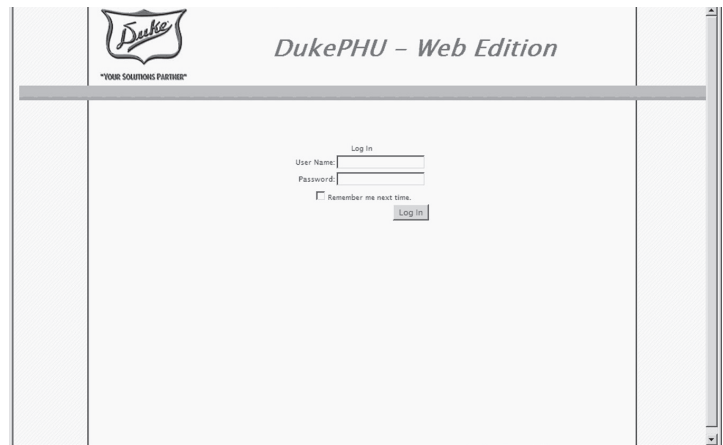 Duke
"YOUR SOLUTIONS PARTNER"
DukePHU – Web Edition
Log In
User Name:
Password:
Remember me next time.
Log In